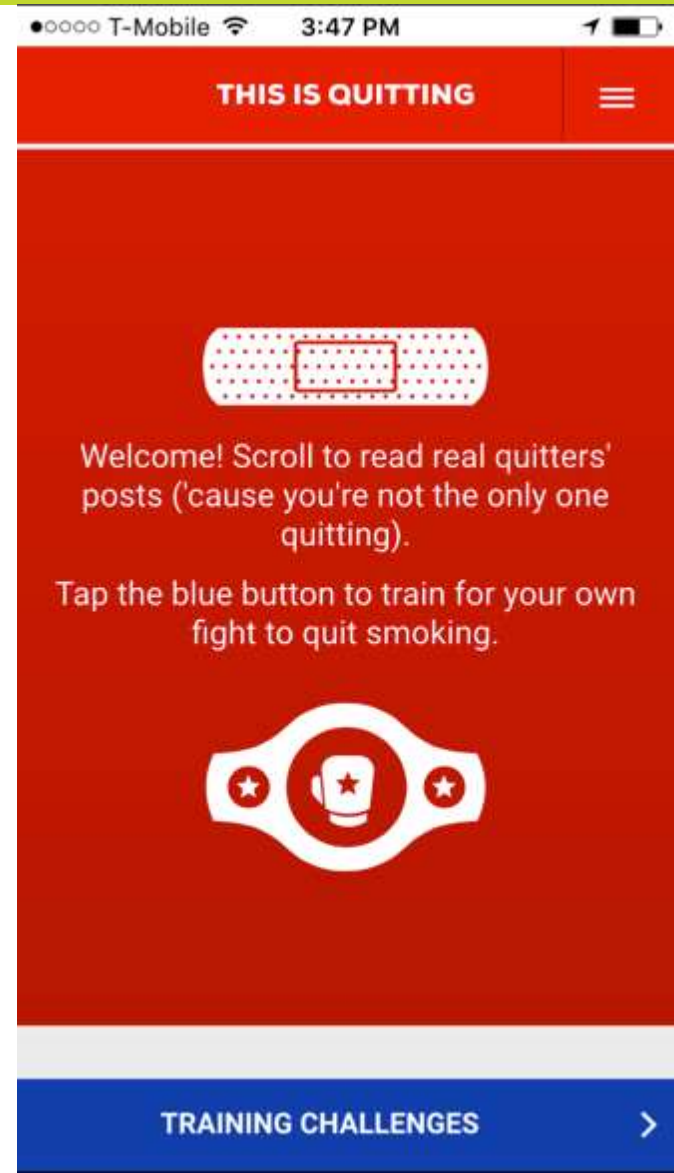 T-Mobile 3:47 PM
THIS IS QUITTING
Welcome! Scroll to read real quitters'
posts ('cause you're not the only one
quitting).
Tap the blue button to train for your own
fight to quit smoking.
TRAINING CHALLENGES